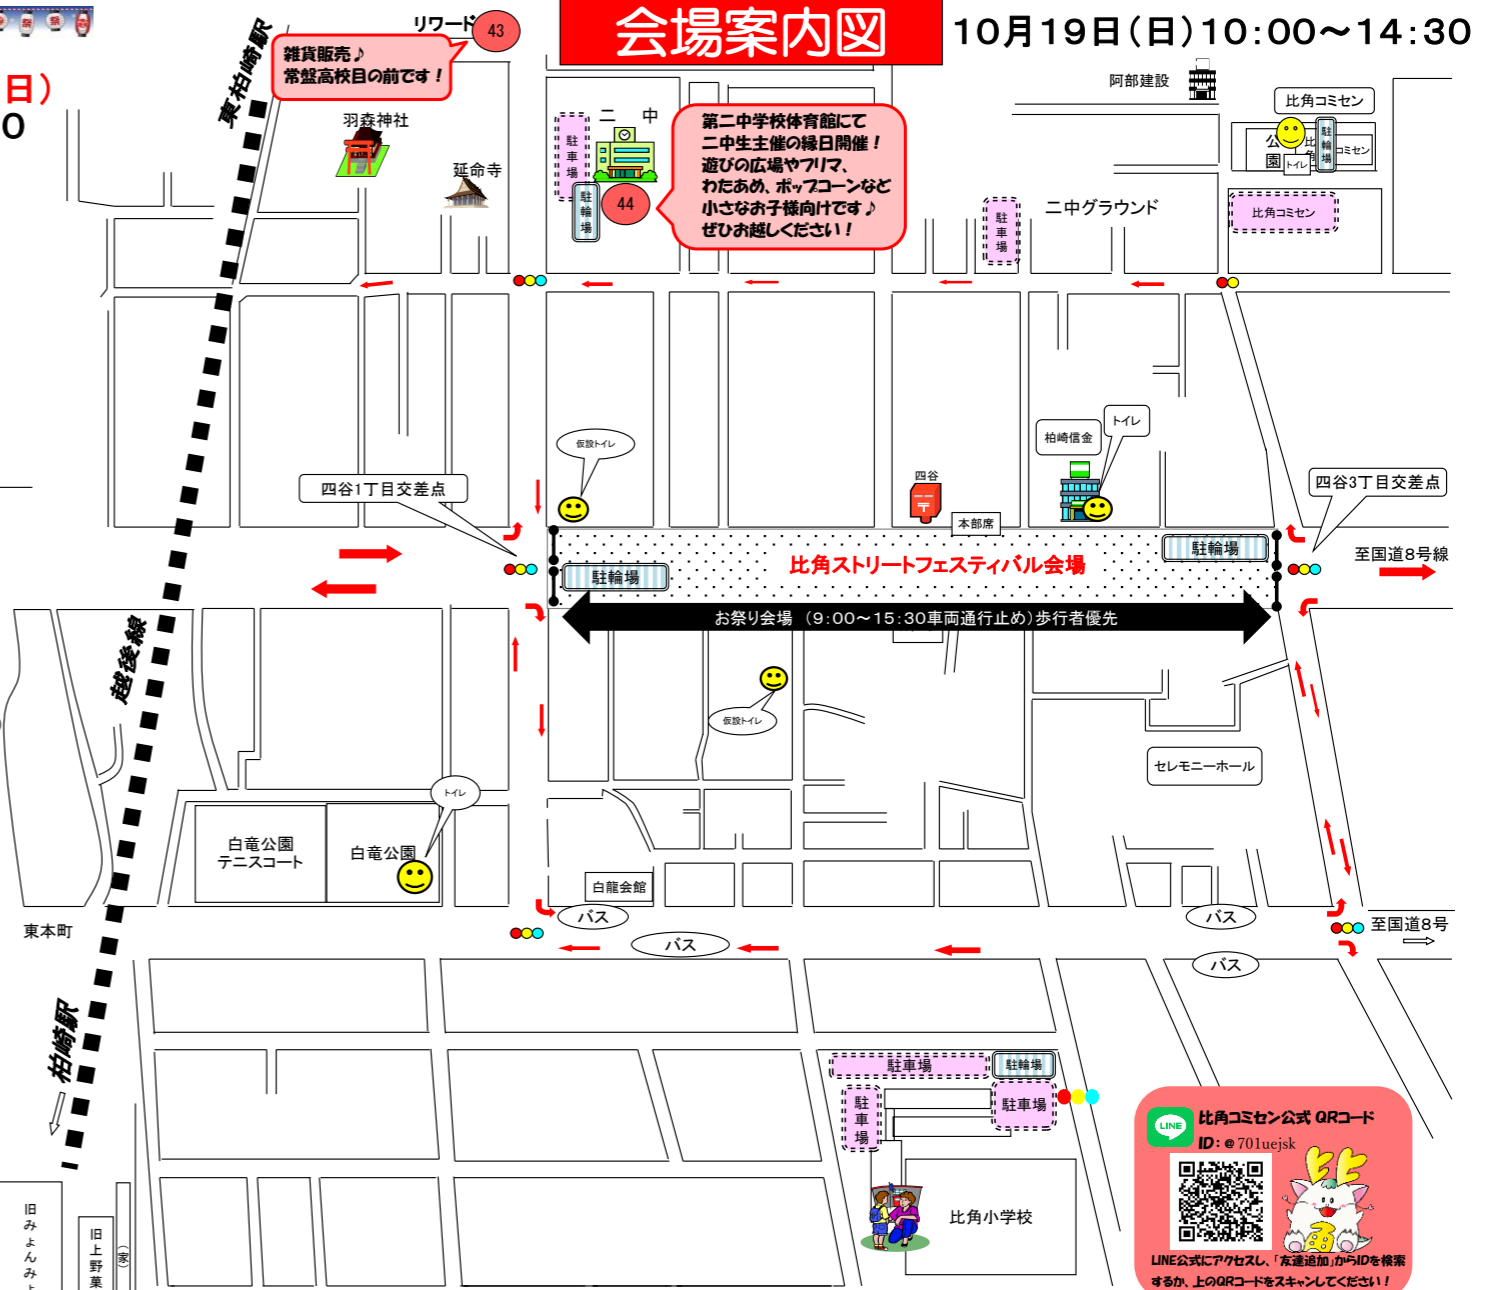 会場案内図
10月19日(日)10:00～14:30
日)
0
祭
祭
東柏崎駅
リワード
43
雑貨販売♪
常盤高校目の前です！
羽森神社
延命寺
二　中
駐車場
駐輪場
44
第二中学校体育館にて
二中生主催の縁日開催！
遊びの広場やフリマ、
わたあめ、ポップコーンなど
小さなお子様向けです♪
ぜひお越しください！
阿部建設
比角コミセン
公園
トイレ
駐輪場
コミセン
駐車場
二中グラウンド
比角コミセン
仮設トイレ
四谷1丁目交差点
四谷
〒
本部席
柏崎信金
トイレ
四谷3丁目交差点
駐輪場
比角ストリートフェスティバル会場
駐輪場
至国道8号線
お祭り会場　（9:00～15:30車両通行止め）歩行者優先
越後線
仮設トイレ
セレモニーホール
トイレ
白竜公園
テニスコート
白竜公園
白龍会館
東本町
バス
バス
バス
バス
至国道8号
柏崎駅
駐車場
駐輪場
駐車場
駐車場
比角小学校
旧みょんみょ
旧上野菓
（家）
LINE
比角コミセン公式 QRコード
ID：@701uejsk
LINE公式にアクセスし、「友達追加」からIDを検索
するか、上のQRコードをスキャンしてください！